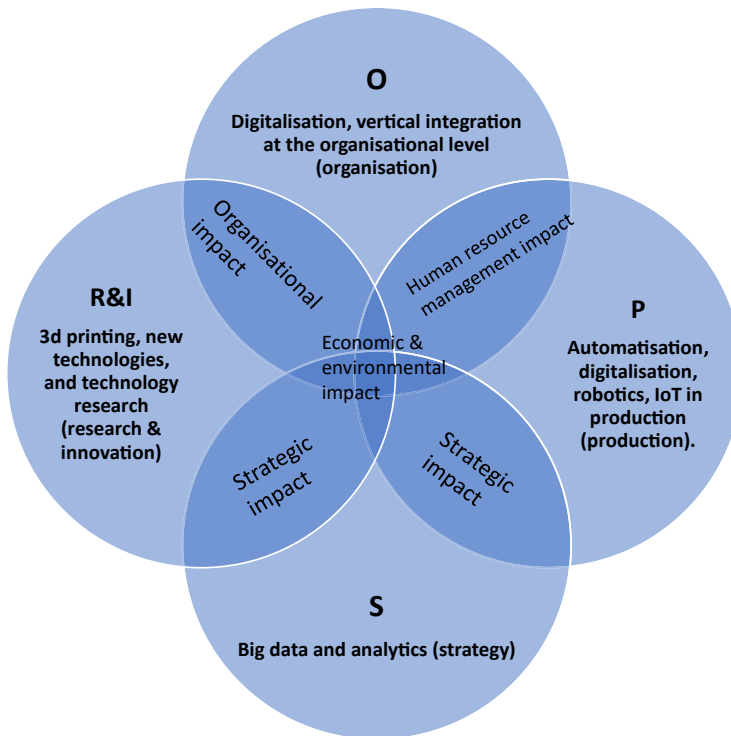 O
Digitalisation, vertical integration
at the organisational level
(organisation)
Organisational
impact
Human resource
management impact
R&I
3d printing, new
technologies,
and technology
research
(research &
innovation)
P
Automatisation,
digitalisation,
robotics, IoT in
production
(production).
Economic &
environmental
impact
Strategic
impact
Strategic
impact
S
Big data and analytics (strategy)